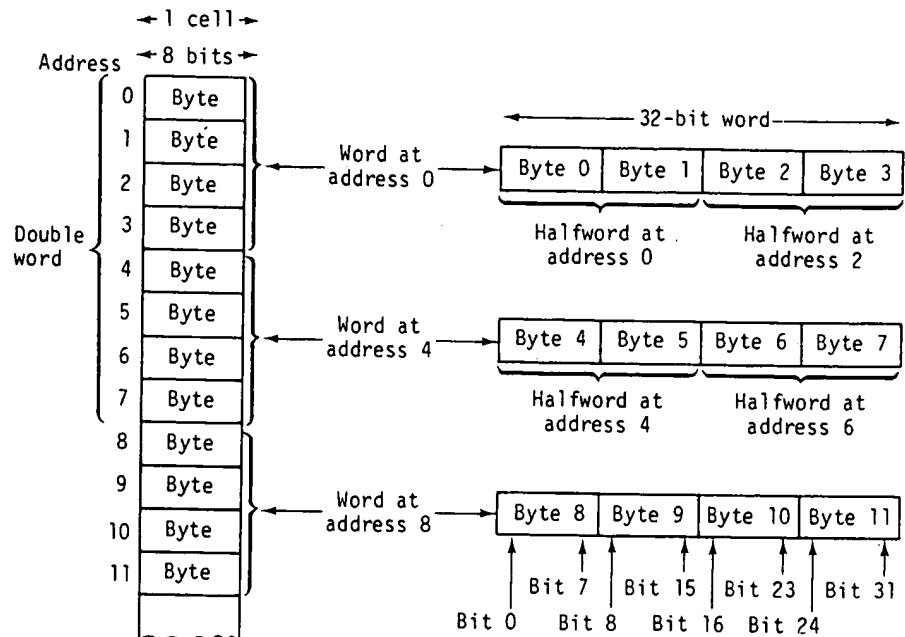 1 cell
8 bits
Address
0 Byte
1 Byte
2 Byte
3 Byte
4 Byte
5 Byte
6 Byte
7 Byte
8 Byte
9 Byte
10 Byte
11 Byte
Double
word
Word at
address 0
32-bit word
Byte 0 Byte 1 Byte 2 Byte 3
Halfword at
address 0
Halfword at
address 2
Word at
address 4
Byte 4 Byte 5 Byte 6 Byte 7
Halfword at
address 4
Halfword at
address 6
Word at
address 8
Byte 8 Byte 9 Byte 10 Byte 11
Bit 7 Bit 15 Bit 23 Bit 31
Bit 0 Bit 8 Bit 16 Bit 24